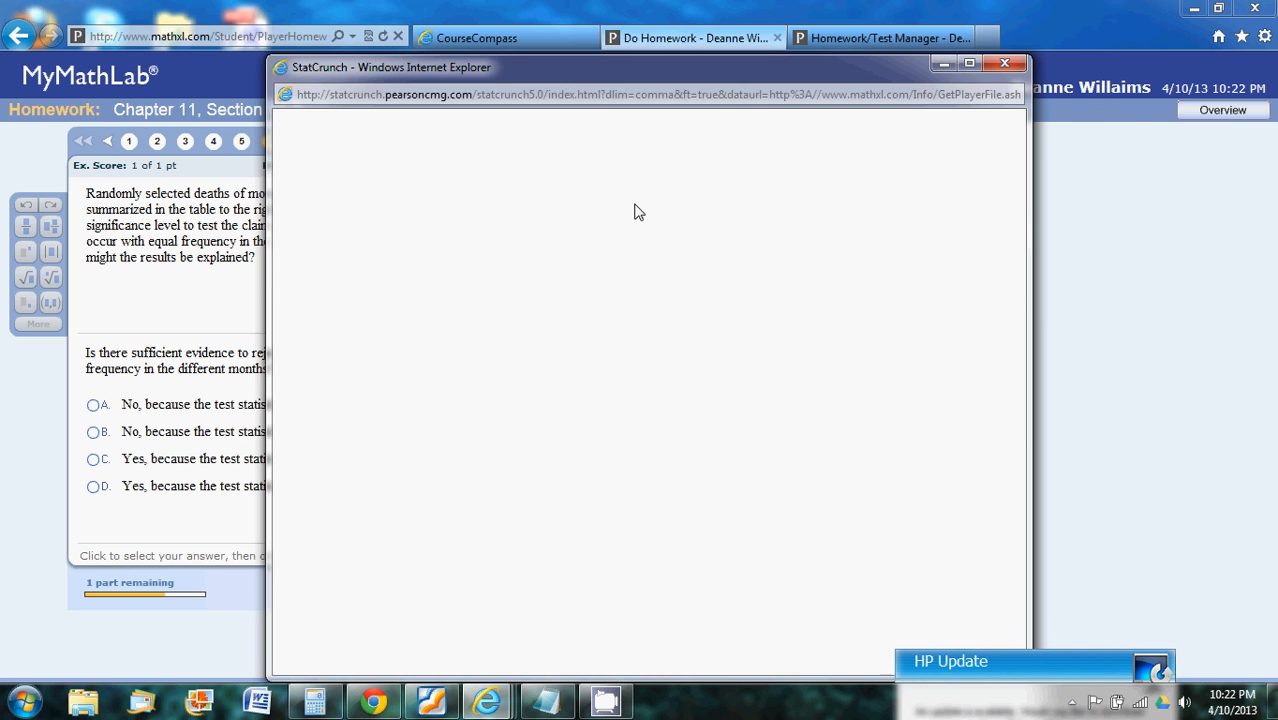 http://www.mathxl.com/Student/PlayerHomew
CourseCompass
Do Homework - Deanne Wi...
Homework/Test Manager - De...
MyMathLab®
StatCrunch - Windows Internet Explorer
anne Willaims 4/10/13 10:22 PM
http://statcrunch.pearsoncmg.com/statcrunch5.0/index.html?dlim=comma&ft=true&dataurl=http%3A//www.mathxl.com/Info/GetPlayerFile.ash
Homework: Chapter 11, Section
Overview
1 2 3 4 5
Ex. Score: 1 of 1 pt
Randomly selected deaths of mo
summarized in the table to the rig
significance level to test the clain
occur with equal frequency in the
might the results be explained?
More
Is there sufficient evidence to rej
frequency in the different months
A. No, because the test statis
B. No, because the test statis
C. Yes, because the test stati
D. Yes, because the test stati
Click to select your answer, then c
1 part remaining
HP Update
10:22 PM
4/10/2013